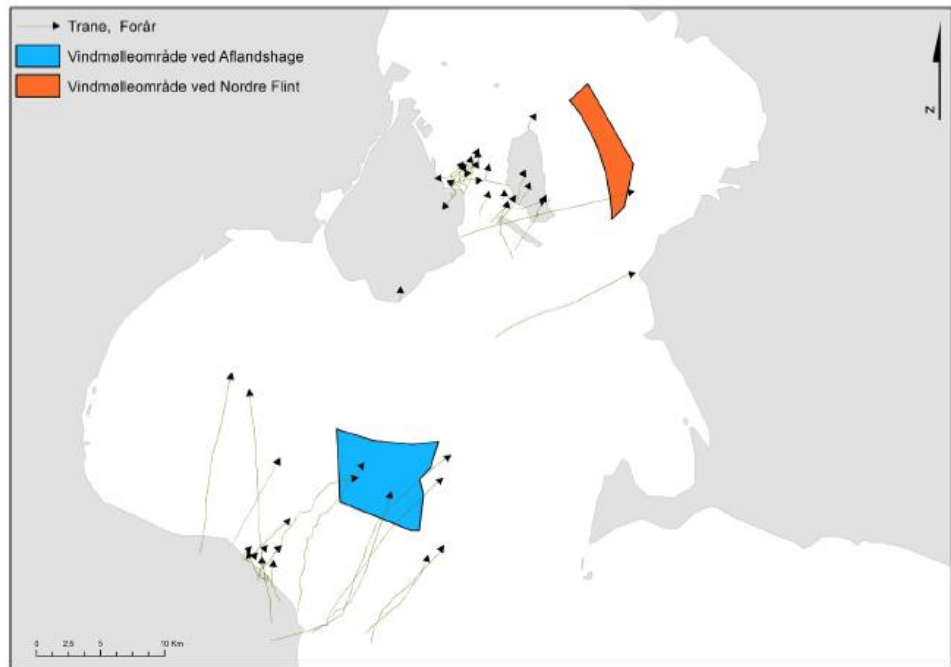 Trane, Forår
Vindmølleområde ved Aflandshage
Vindmølleområde ved Nordre Flint
N
0 2,5 5 10 Km